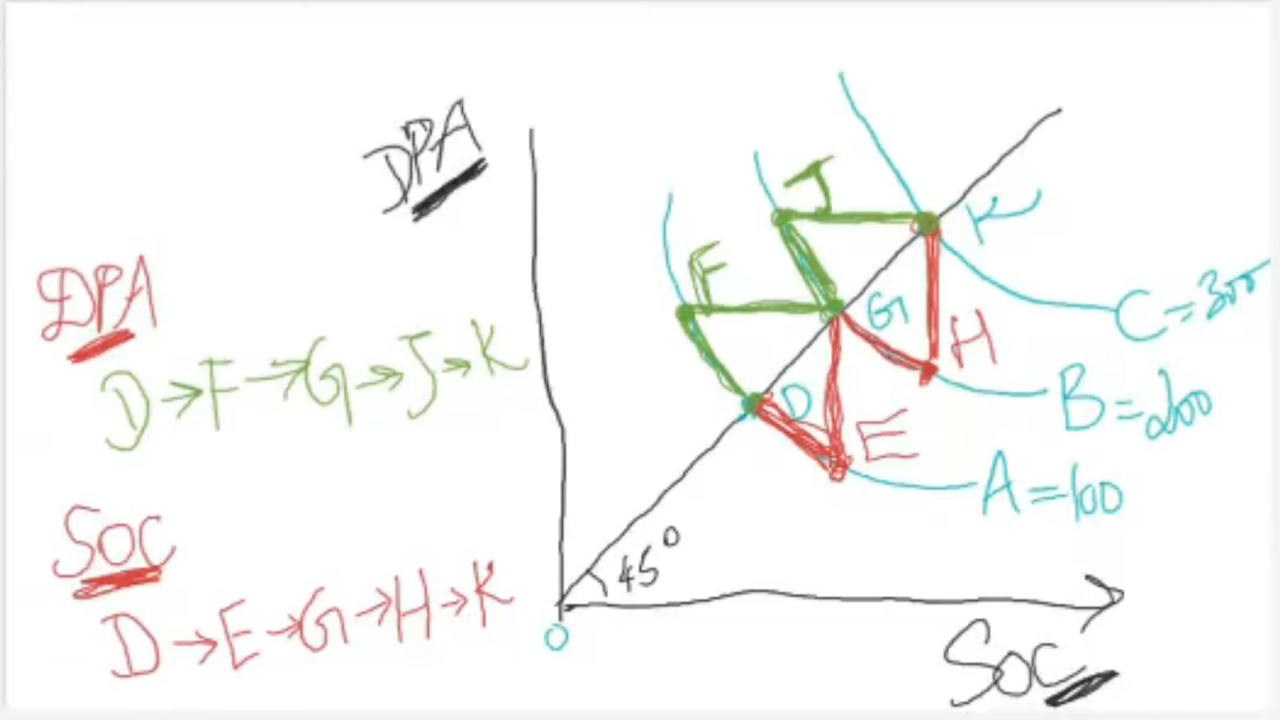 DPA
J
K
F
DPA
G
C=300
H
D→F→G→J→K
D
B=200
E
A=100
SOC
45°
D→E→G→H→K
O
SOC